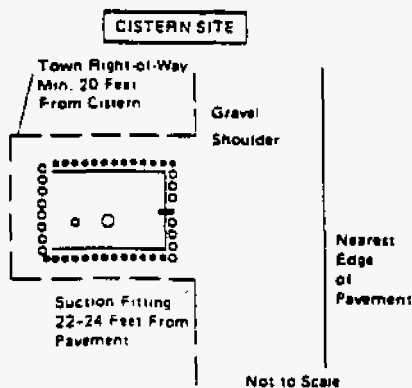 CISTERN SITE
Town Right-of-Way
Min. 20 Feet
From Cistern
Gravel
Shoulder
Nearest
Edge
of
Pavement
Suction Fitting
22-24 Feet From
Pavement
Not to Scale